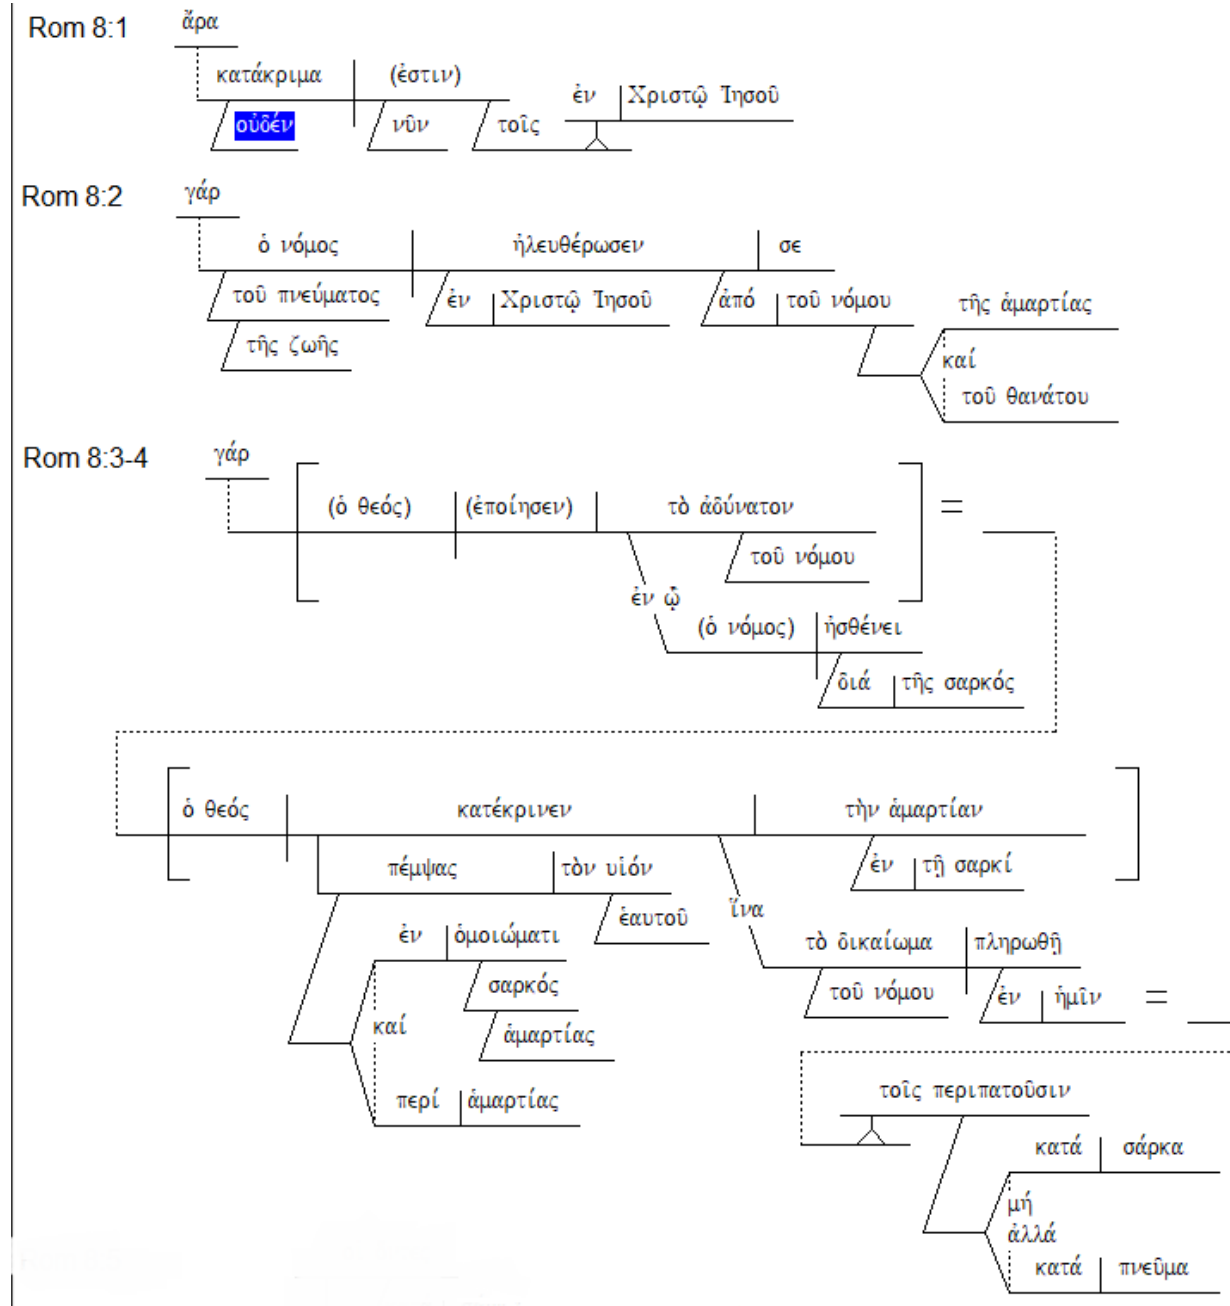 Rom 8:1
ἄρα
κατάκριμα (ἐστιν)
ἐν Χριστῷ Ἰησοῦ
οὐδέν νῦν τοῖς
Rom 8:2
γάρ
ὁ νόμος ἠλευθέρωσεν σε
τοῦ πνεύματος ἐν Χριστῷ Ἰησοῦ ἀπό τοῦ νόμου
τῆς ἁμαρτίας
τῆς ζωῆς
καί
τοῦ θανάτου
Rom 8:3-4
γάρ
(ὁ θεός) (ἐποίησεν) τὸ ἀδύνατον =
τοῦ νόμου
ἐν ᾧ
(ὁ νόμος) ἠσθένει
διά τῆς σαρκός
ὁ θεός κατέκρινεν τὴν ἁμαρτίαν
πέμψας τὸν υἱόν ἐν τῇ σαρκί
ἑαυτοῦ ἵνα
ἐν ὁμοιώματι τὸ δικαίωμα πληρωθῇ
σαρκός τοῦ νόμου ἐν ἡμῖν =
καί
ἁμαρτίας
περί ἁμαρτίας
τοῖς περιπατοῦσιν
κατά σάρκα
μή
ἀλλά
κατά πνεῦμα